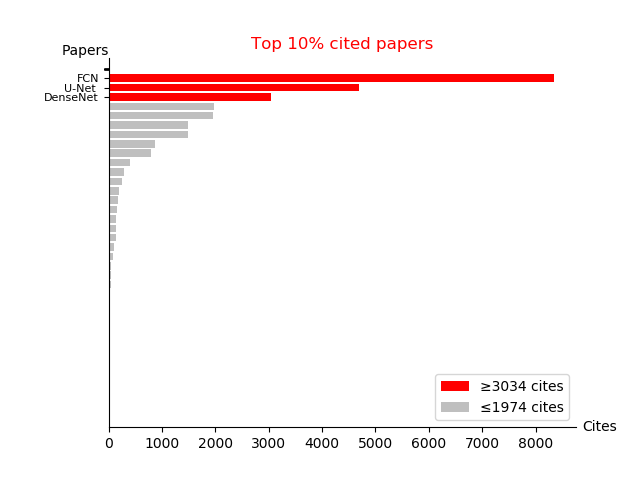 Top 10% cited papers
Papers
FCN
U-Net
DenseNet
≥3034 cites
≤1974 cites
0 1000 2000 3000 4000 5000 6000 7000 8000
Cites